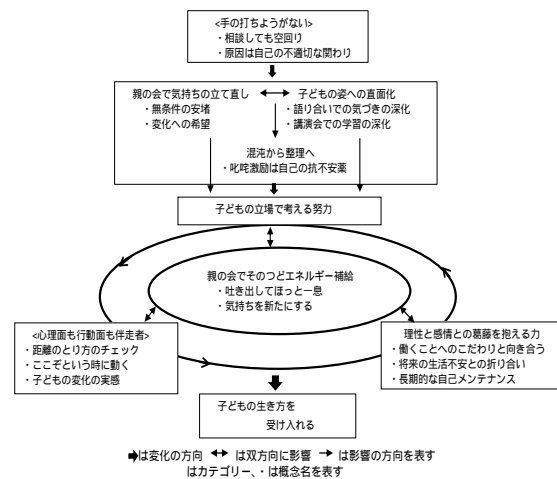 <手の打ちようがない>
・相談しても空回り
・原因は自己の不適切な関わり
親の会で気持ちの立て直し
・無条件の安堵
・変化への希望
子どもの姿への直面化
・語り合いでの気づきの深化
・講演会での学習の深化
混沌から整理へ
・叱咤激励は自己の抗不安薬
子どもの立場で考える努力
親の会でそのつどエネルギー補給
・吐き出してほっと一息
・気持ちを新たにする
<心理面も行動面も伴走者>
・距離のとり方のチェック
・ここぞという時に動く
・子どもの変化の実感
理性と感情との葛藤を抱える力
・働くことへのこだわりと向き合う
・将来の生活不安との折り合い
・長期的な自己メンテナンス
子どもの生き方を
受け入れる
➡は変化の方向 ↔ は双方向に影響 → は影響の方向を表す
はカテゴリー、・は概念名を表す